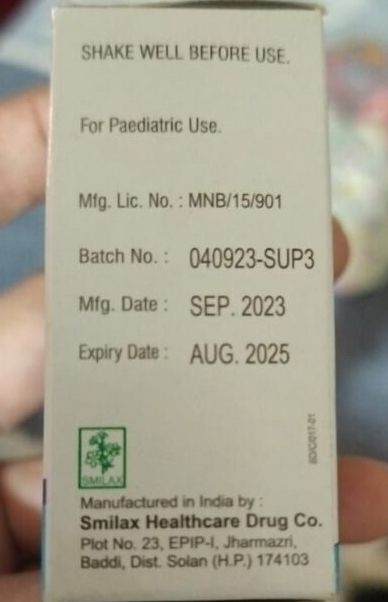 SHAKE WELL BEFORE USE.
For Paediatric Use.
Mfg. Lic. No. : MNB/15/901
Batch No. : 040923-SUP3
Mfg. Date : SEP. 2023
Expiry Date : AUG. 2025
SMILAX
Manufactured in India by :
Smilax Healthcare Drug Co.
Plot No. 23, EPIP-I, Jharmazri,
Baddi, Dist. Solan (H.P.) 174103